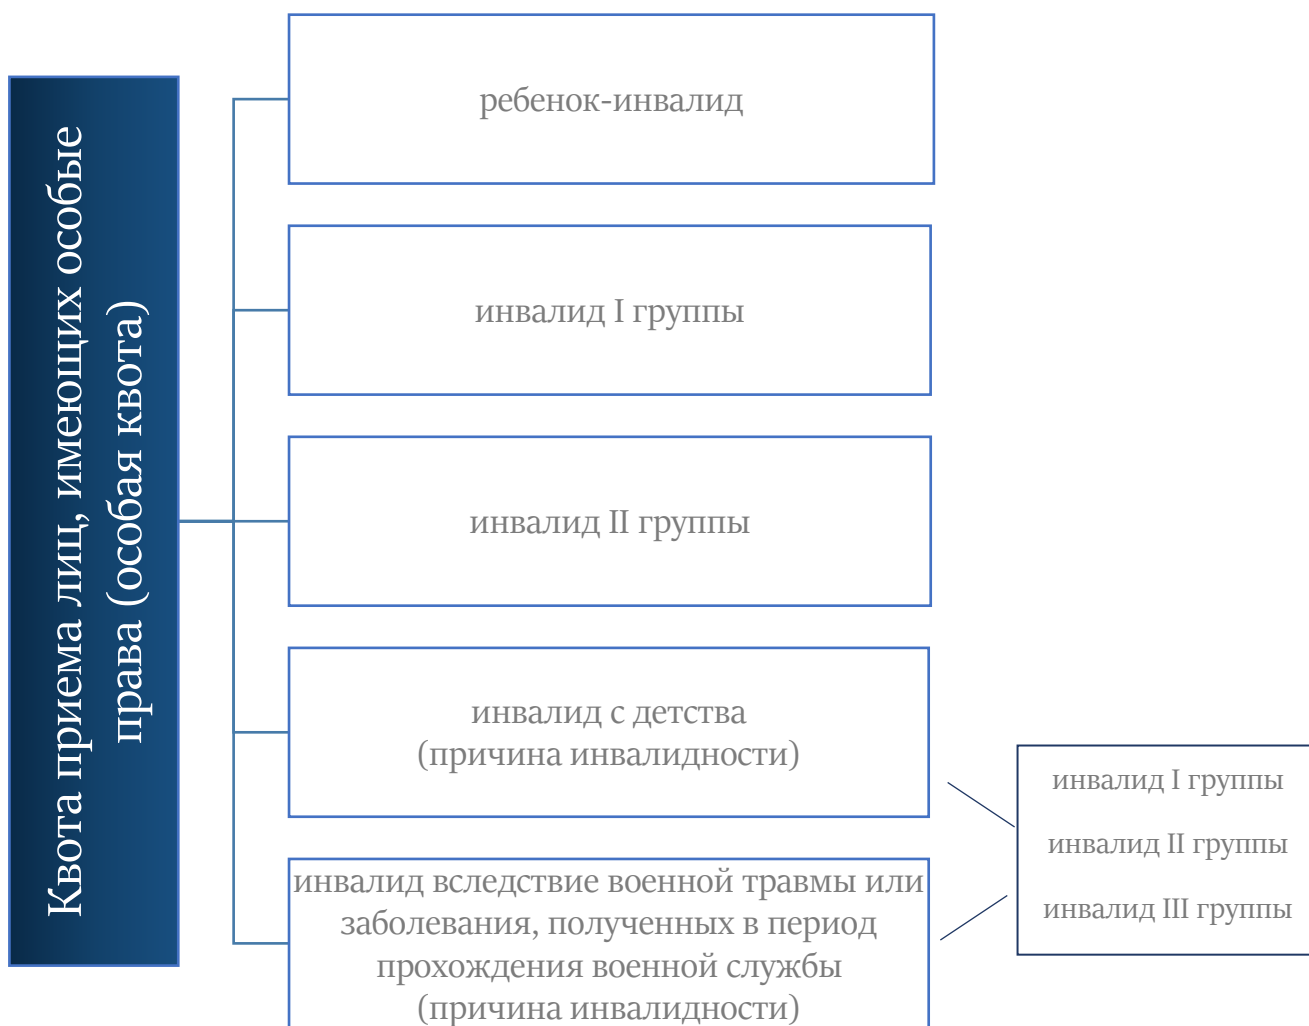 Квота приема лиц, имеющих особые
права (особая квота)
ребенок-инвалид
инвалид I группы
инвалид II группы
инвалид с детства
(причина инвалидности)
инвалид вследствие военной травмы или
заболевания, полученных в период
прохождения военной службы
(причина инвалидности)
инвалид I группы
инвалид II группы
инвалид III группы